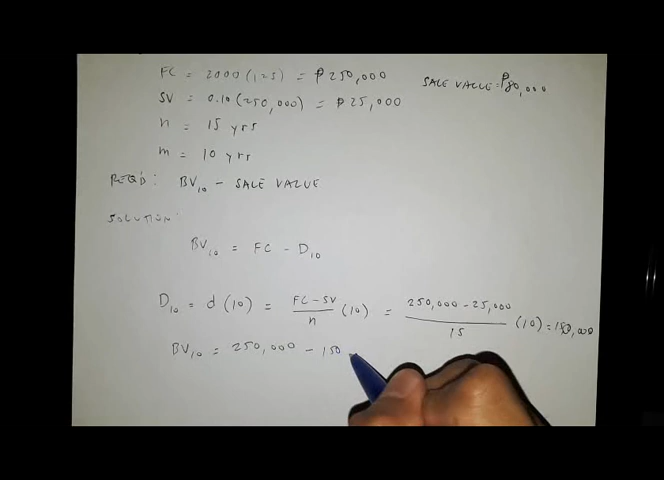 FC = 2000 (125) = ₱250,000
SALE VALUE = ₱80,000
SV = 0.10 (250,000) = ₱25,000
n = 15 yrs
m = 10 yrs
REQ'D: BV₁₀ - SALE VALUE
SOLUTION:
BV₁₀ = FC - D₁₀
D₁₀ = d (10) = FC-SV / n (10) = 250,000 - 25,000 / 15 (10) = 150,000
BV₁₀ = 250,000 - 150